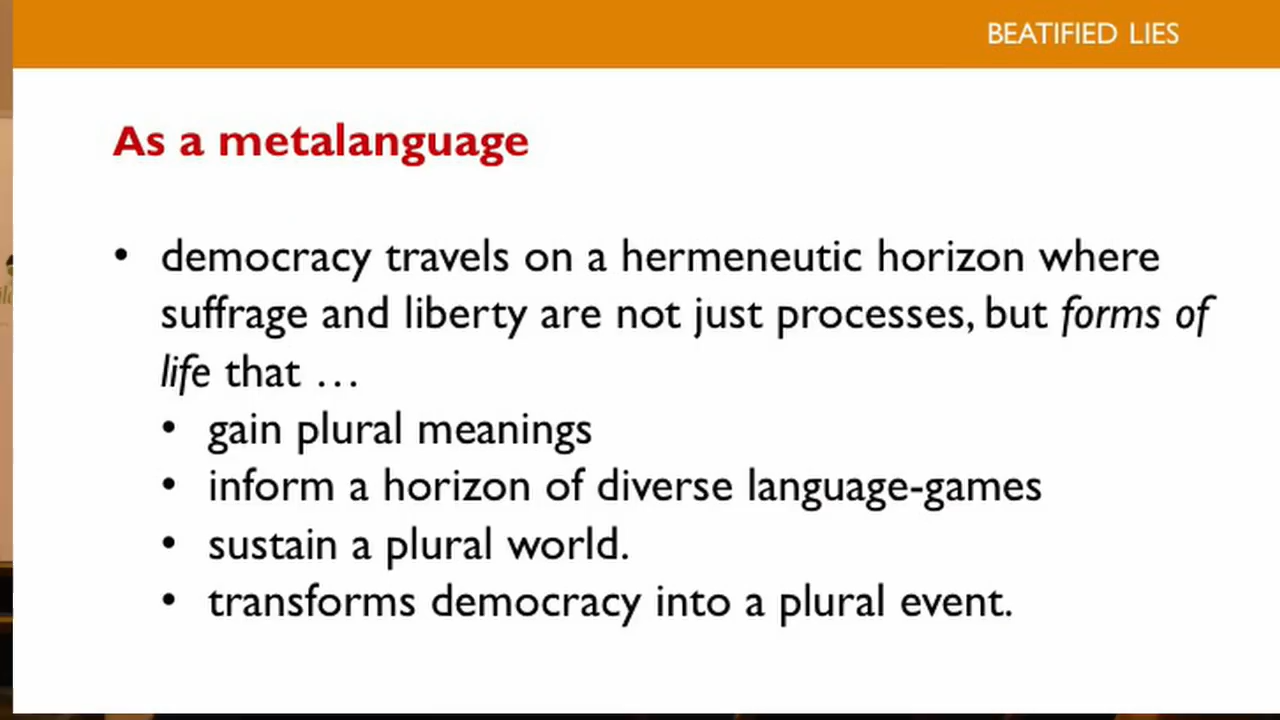 BEATIFIED LIES
As a metalanguage
• democracy travels on a hermeneutic horizon where
suffrage and liberty are not just processes, but forms of
life that …
• gain plural meanings
• inform a horizon of diverse language-games
• sustain a plural world.
• transforms democracy into a plural event.